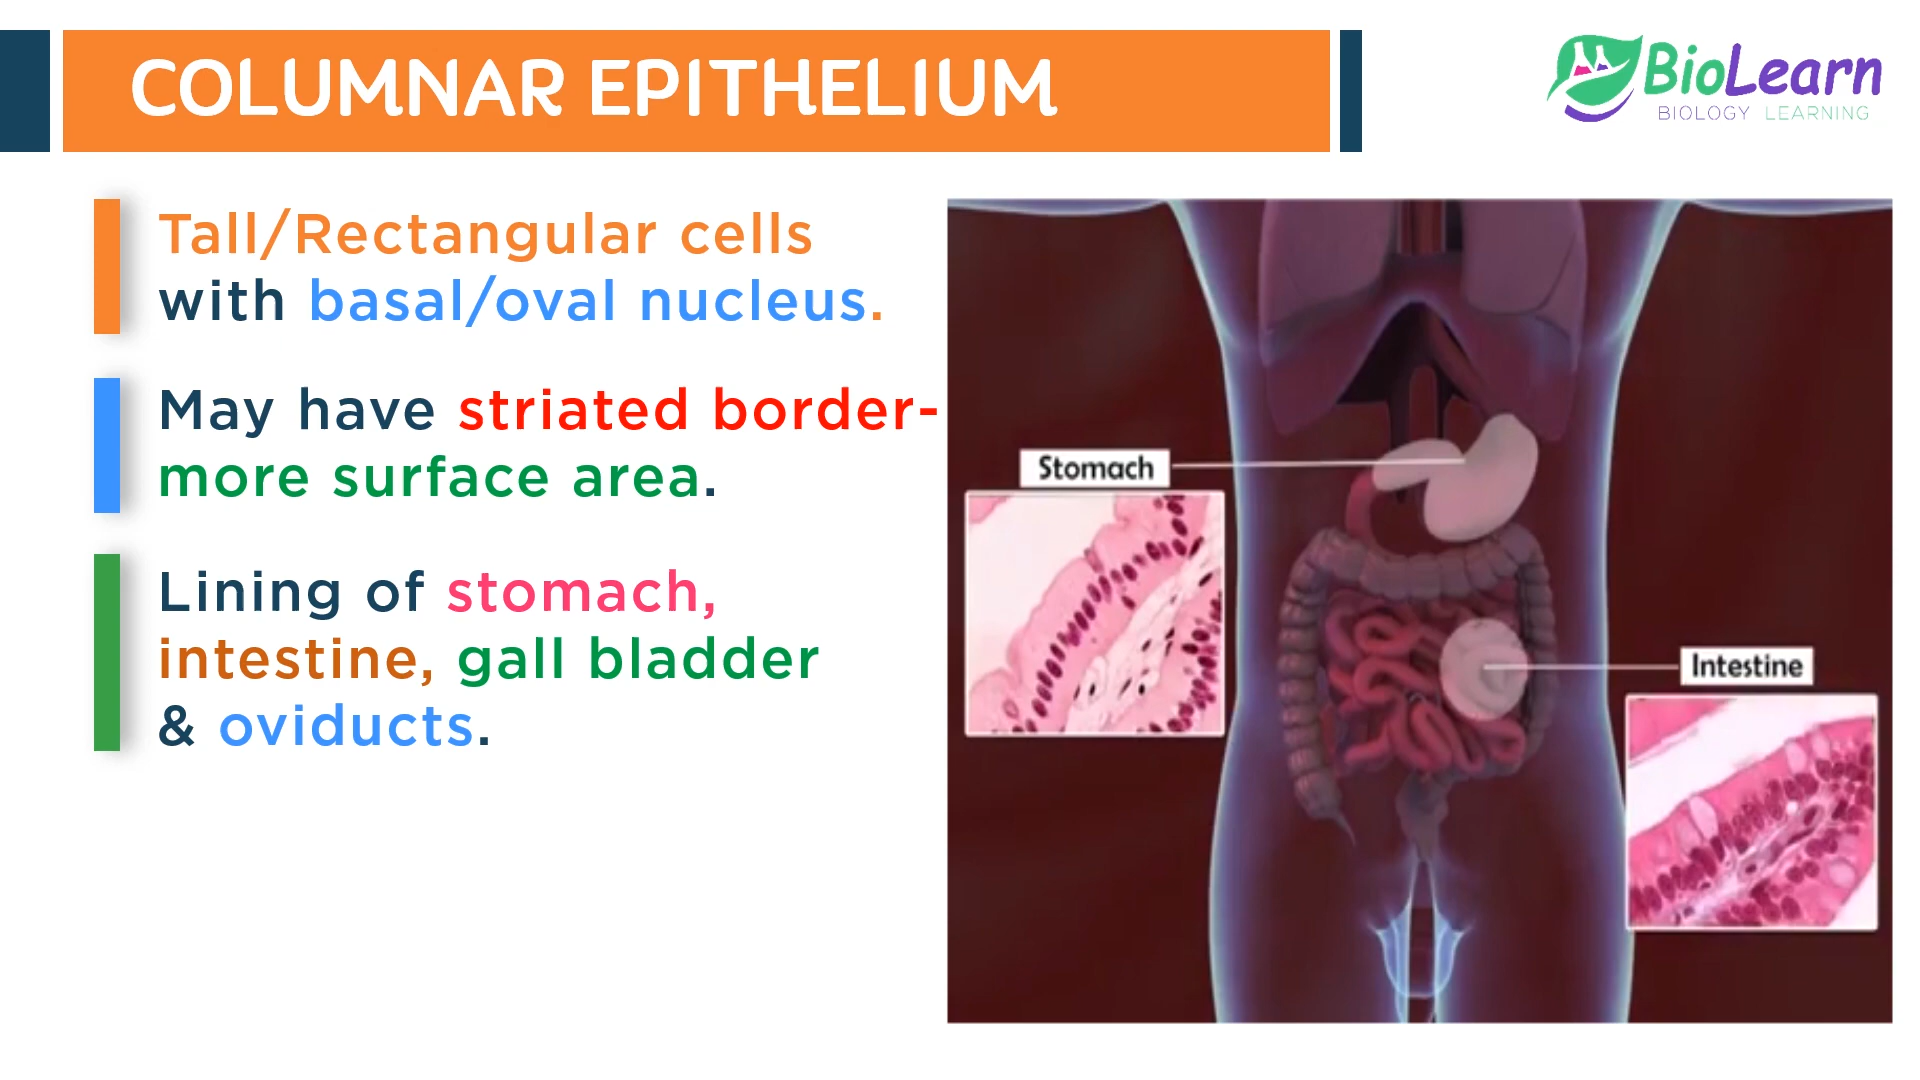 COLUMNAR EPITHELIUM
BioLearn
BIOLOGY LEARNING
Tall/Rectangular cells
with basal/oval nucleus.
May have striated border-
more surface area.
Lining of stomach,
intestine, gall bladder
& oviducts.
Stomach
Intestine